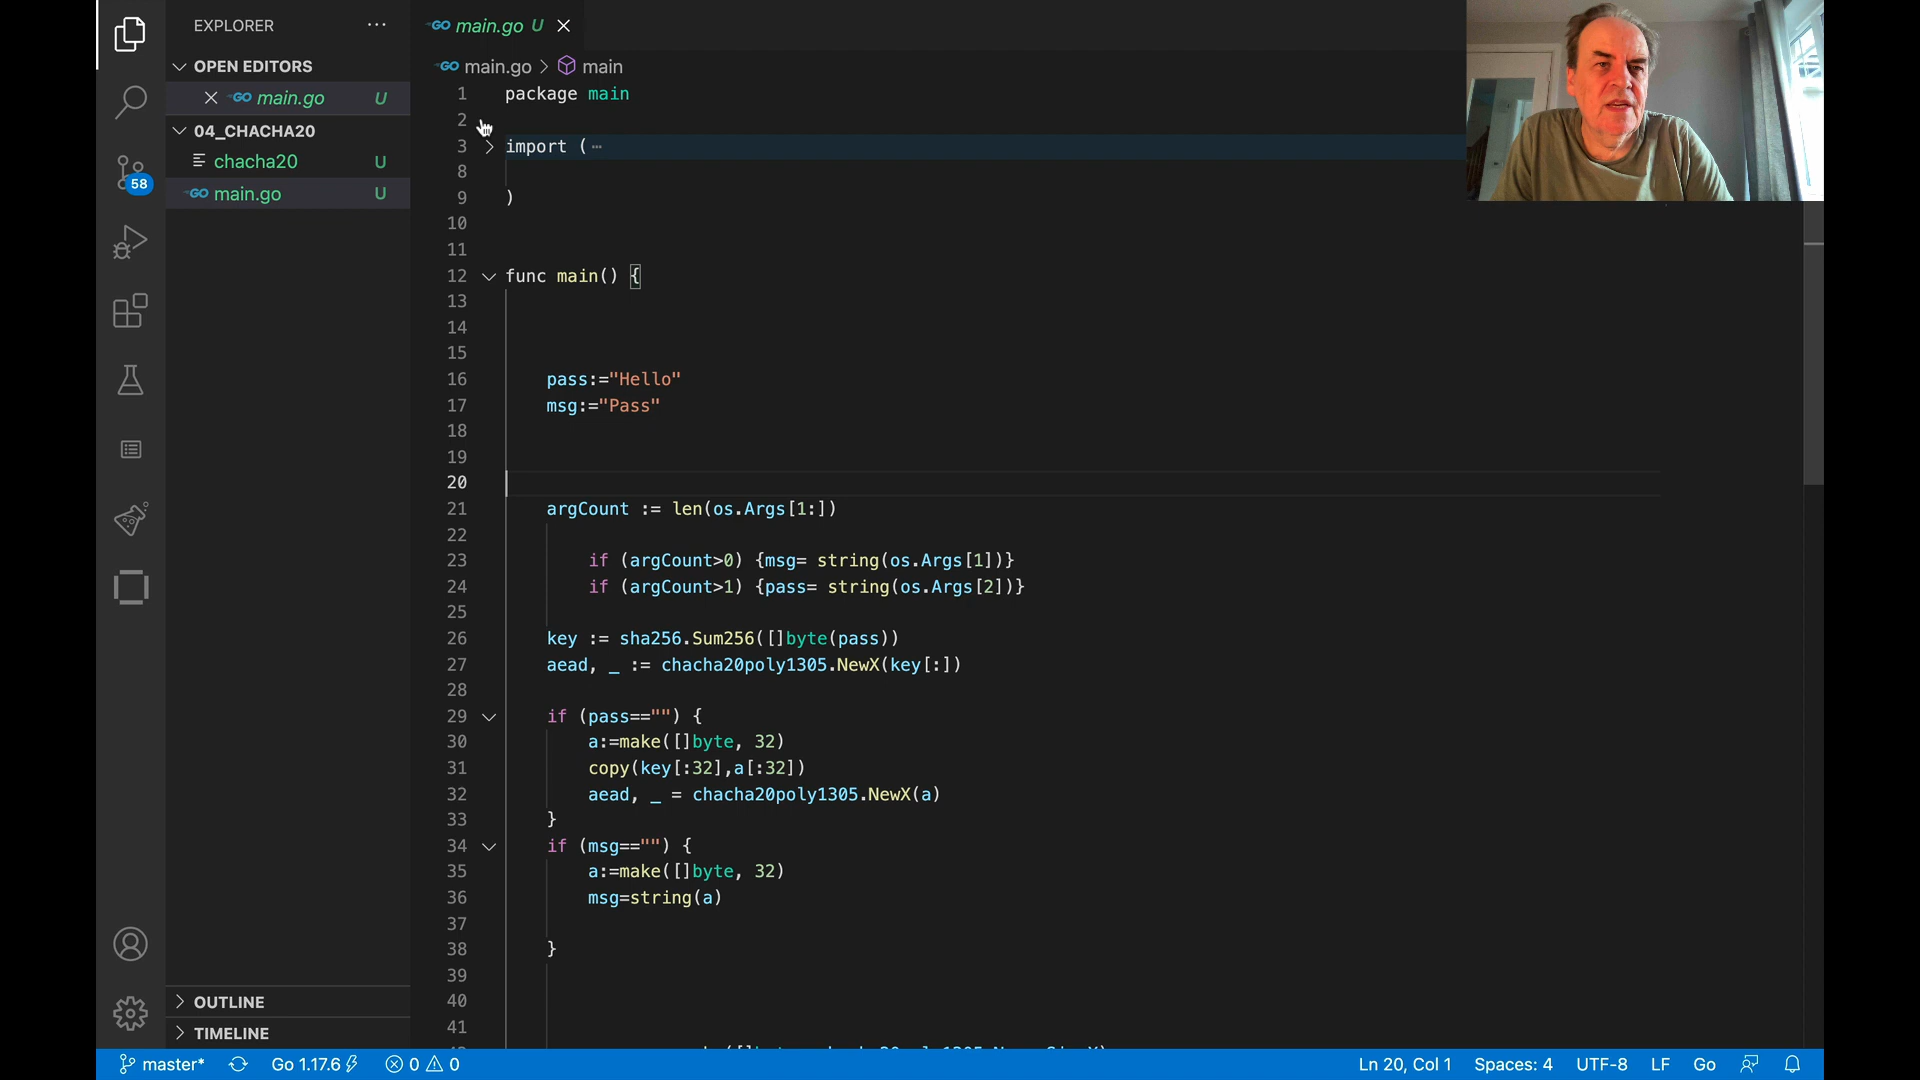 EXPLORER
OPEN EDITORS
GO main.go U
04_CHACHA20
chacha20 U
GO main.go U
58
OUTLINE
TIMELINE
GO main.go U
GO main.go > main
1 package main
2
3 import (
8
9 )
10
11
12 func main() {
13
14
15
16 pass:="Hello"
17 msg:="Pass"
18
19
20
21 argCount := len(os.Args[1:])
22
23 if (argCount>0) {msg= string(os.Args[1])}
24 if (argCount>1) {pass= string(os.Args[2])}
25
26 key := sha256.Sum256([]byte(pass))
27 aead, _ := chacha20poly1305.NewX(key[:])
28
29 if (pass=="") {
30 a:=make([]byte, 32)
31 copy(key[:32],a[:32])
32 aead, _ = chacha20poly1305.NewX(a)
33 }
34 if (msg=="") {
35 a:=make([]byte, 32)
36 msg=string(a)
37
38 }
39
40
41
master* Go 1.17.6 0 0 Ln 20, Col 1 Spaces: 4 UTF-8 LF Go